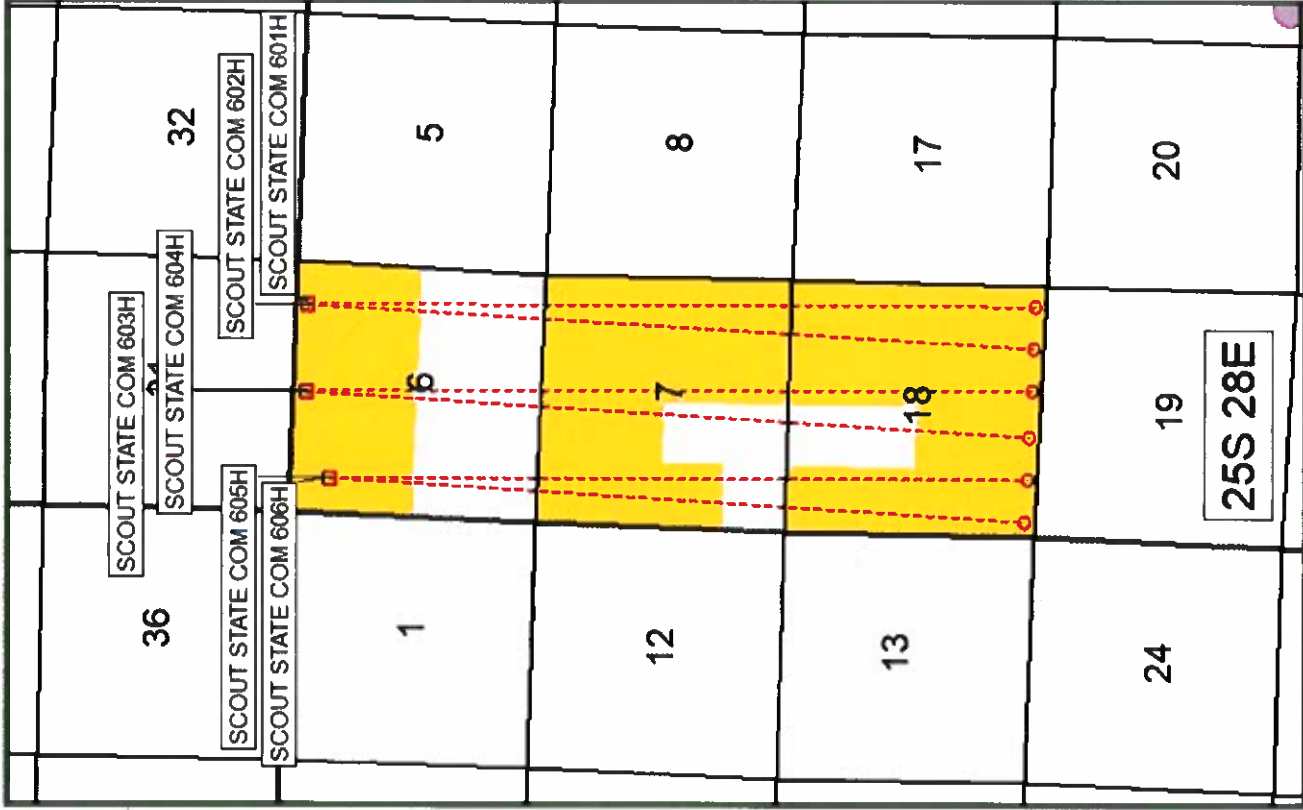 SCOUT STATE COM 603H
36
SCOUT STATE COM 604H
32
SCOUT STATE COM 605H
SCOUT STATE COM 602H
SCOUT STATE COM 606H
SCOUT STATE COM 601H
1
6
5
12
7
8
13
18
17
24
19
20
25S 28E